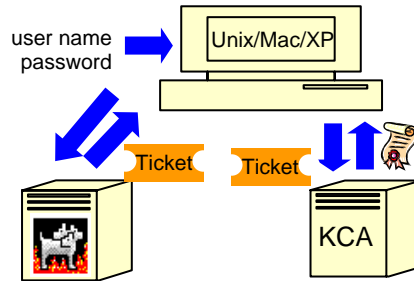 user name
password
Unix/Mac/XP
Ticket
Ticket
KCA